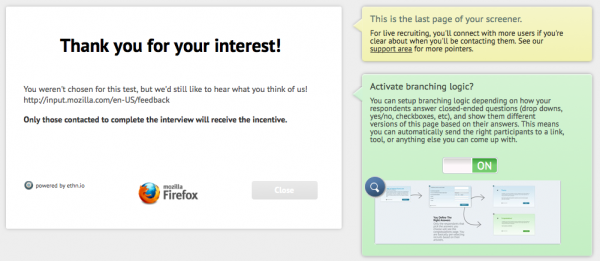 Thank you for your interest!
You weren't chosen for this test, but we'd still like to hear what you think of us!
http://input.mozilla.com/en-US/feedback
Only those contacted to complete the interview will receive the incentive.
powered by ethn.io
mozilla
Firefox
Close
This is the last page of your screener.
For live recruiting, you'll connect with more users if you're
clear about when you'll be contacting them. See our
support area for more pointers.
Activate branching logic?
You can setup branching logic depending on how your
respondents answer closed-ended questions (drop downs,
yes/no, checkboxes, etc), and show them different
versions of this page based on their answers. This means
you can automatically send the right participants to a link,
tool, or anything else you can come up with.
ON
You Define The
Right Answers